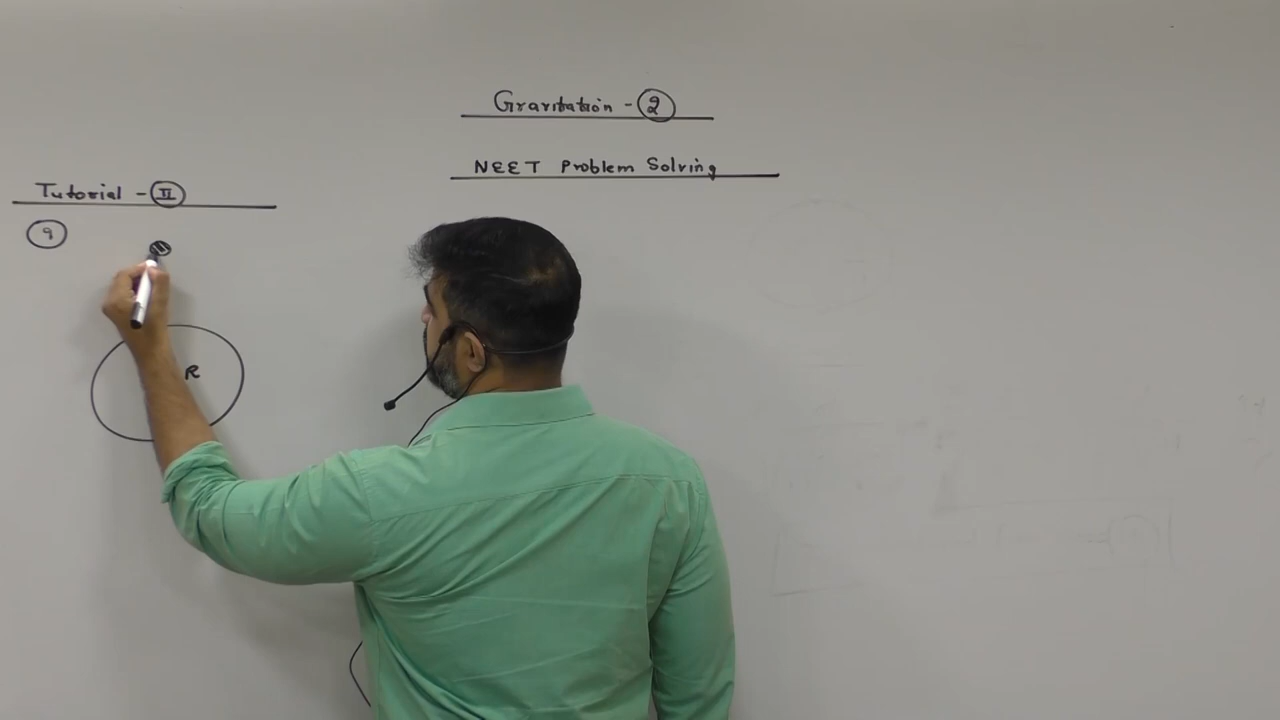 Gravitation - 2
NEET Problem Solving
Tutorial - II
9
R